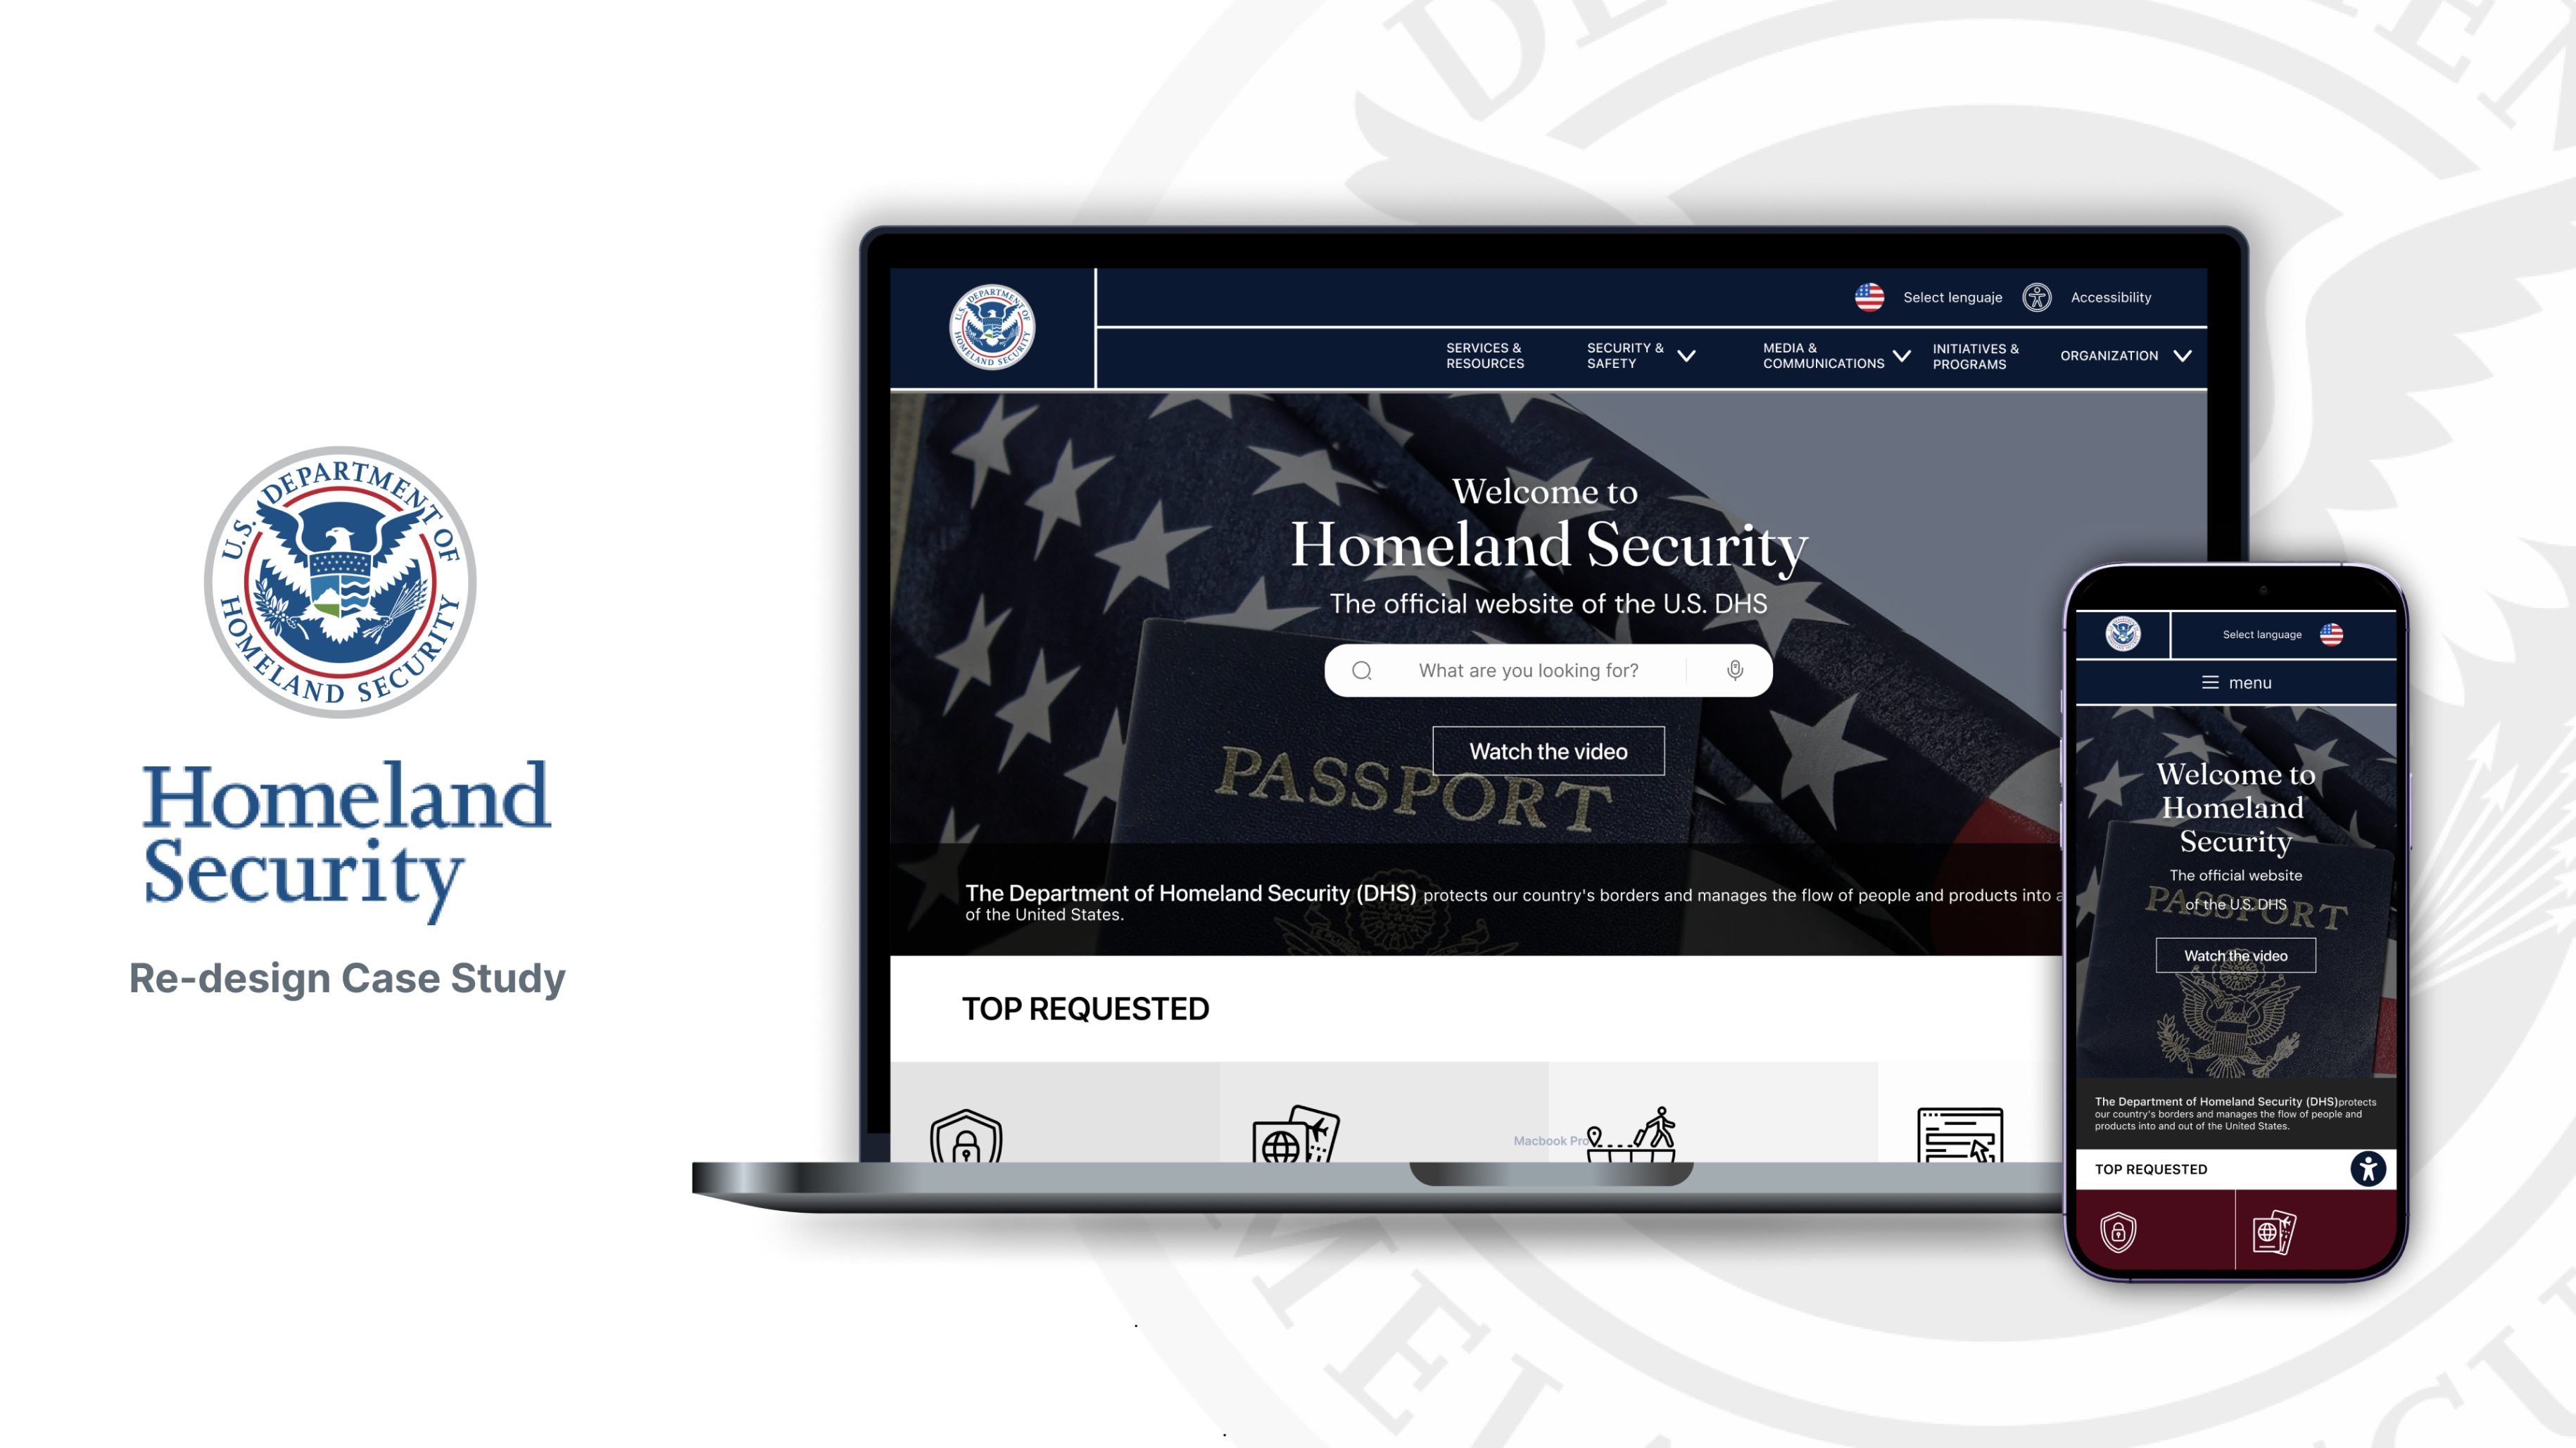 U.S. DEPARTMENT OF
HOMELAND SECURITY
Homeland
Security
Re-design Case Study
U.S. DEPARTMENT OF
HOMELAND SECURITY
Select lenguaje
Accessibility
SERVICES &
RESOURCES
SECURITY &
SAFETY
MEDIA &
COMMUNICATIONS
INITIATIVES &
PROGRAMS
ORGANIZATION
Welcome to
Homeland Security
The official website of the U.S. DHS
What are you looking for?
Watch the video
PASSPORT
The Department of Homeland Security (DHS) protects our country's borders and manages the flow of people and products into
of the United States.
TOP REQUESTED
Macbook Pro
Select language
menu
Welcome to
Homeland
Security
The official website
of the U.S. DHS
PASSPORT
Watch the video
The Department of Homeland Security (DHS)protects
our country's borders and manages the flow of people and
products into and out of the United States.
TOP REQUESTED